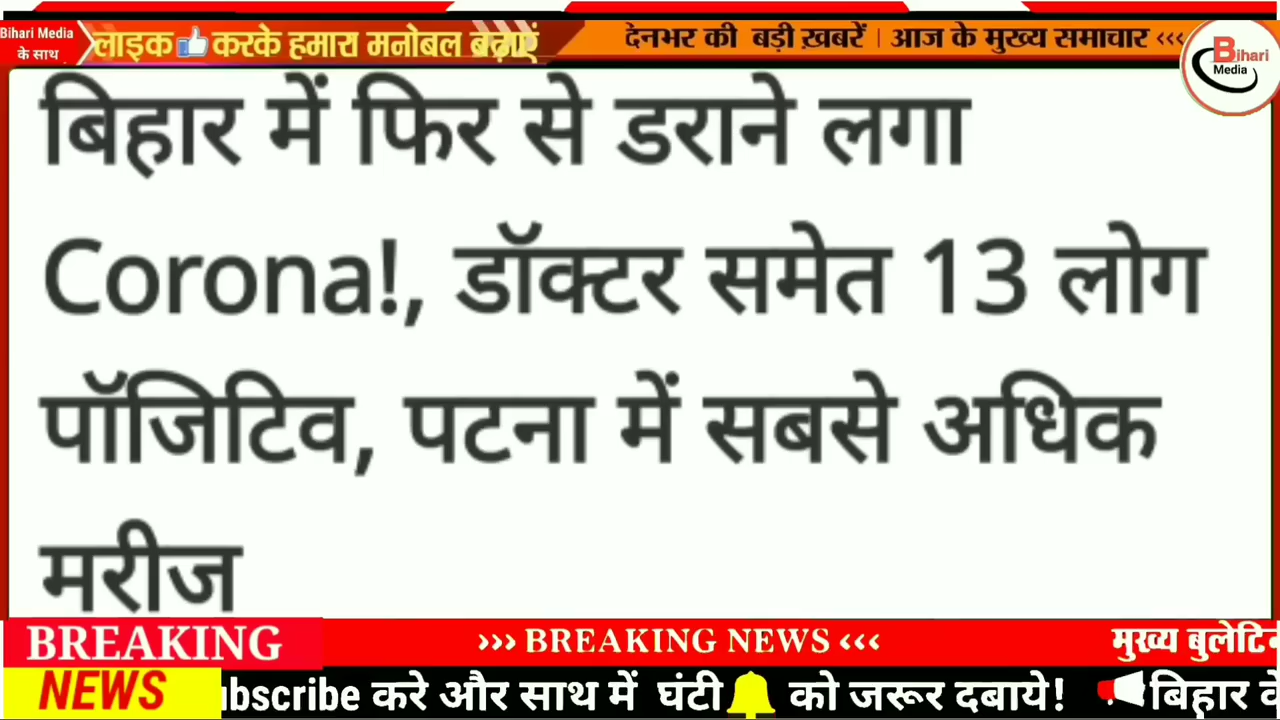 Bihari Media
के साथ
लाइक करके हमारा मनोबल बढ़ाएं
देनभर की बड़ी ख़बरें | आज के मुख्य समाचार ‹‹‹
Bihari
Media
बिहार में फिर से डराने लगा
Corona!, डॉक्टर समेत 13 लोग
पॉजिटिव, पटना में सबसे अधिक
मरीज
BREAKING
NEWS
››› BREAKING NEWS ‹‹‹
मुख्य बुलेटिन
ubscribe करे और साथ में घंटी को जरूर दबाये! बिहार के